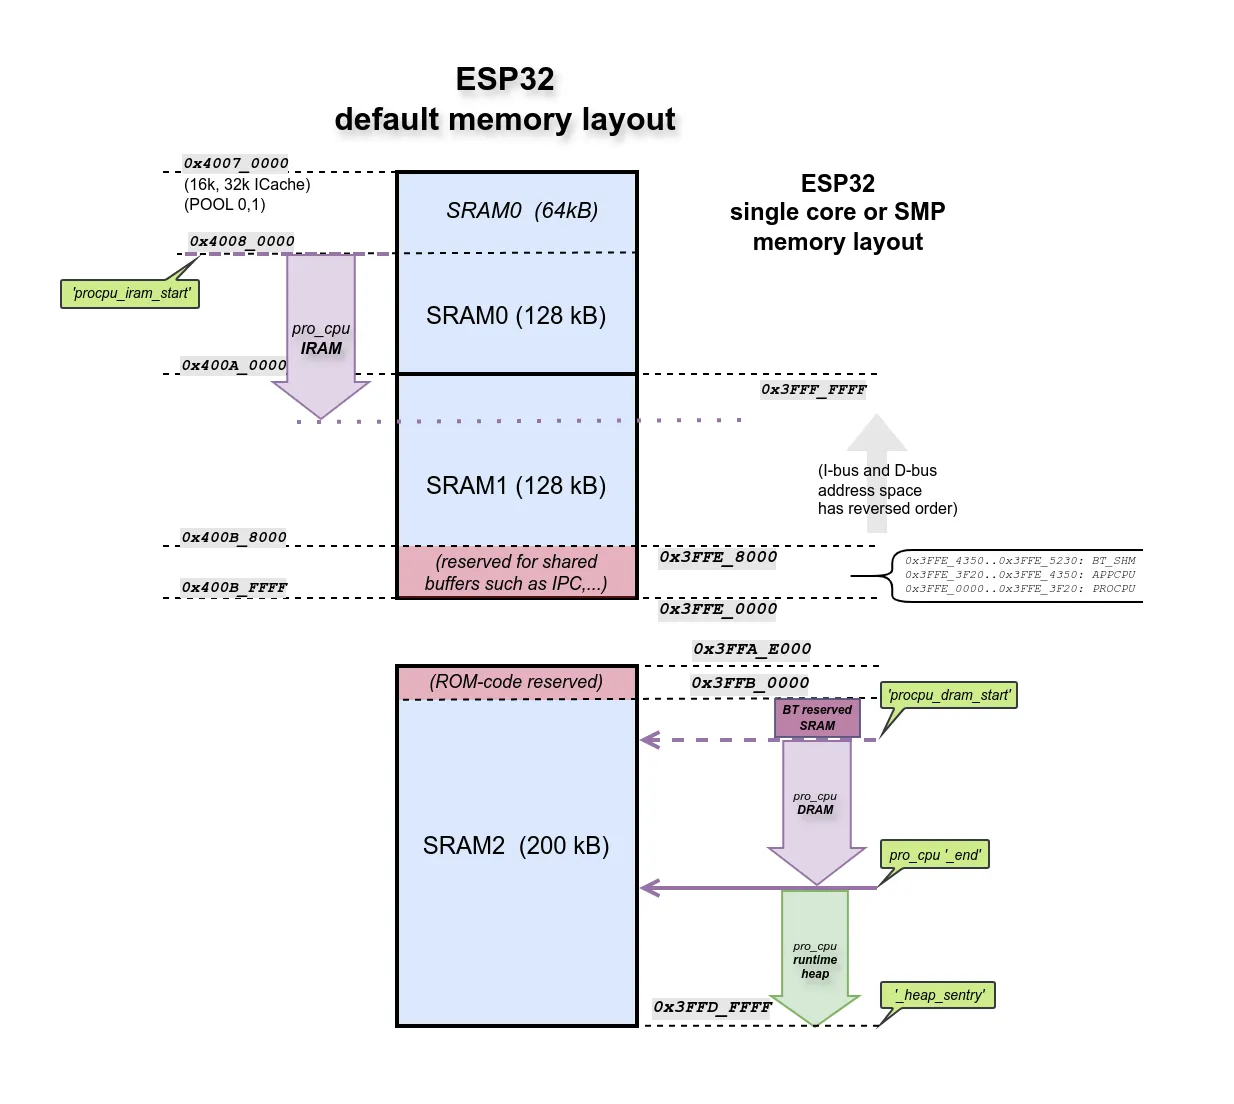 ESP32
default memory layout
0x4007_0000
(16k, 32k ICache)
(POOL 0,1)
SRAM0 (64kB)
ESP32
single core or SMP
memory layout
0x4008_0000
'procpu_iram_start'
pro_cpu
IRAM
SRAM0 (128 kB)
0x400A_0000
0x3FFF_FFFF
(I-bus and D-bus
address space
has reversed order)
SRAM1 (128 kB)
0x400B_8000
(reserved for shared
buffers such as IPC,...)
0x3FFE_8000
0x3FFE_4350..0x3FFE_5230: BT_SHM
0x3FFE_3F20..0x3FFE_4350: APPCPU
0x3FFE_0000..0x3FFE_3F20: PROCPU
0x400B_FFFF
0x3FFE_0000
0x3FFA_E000
(ROM-code reserved)
0x3FFB_0000
'procpu_dram_start'
BT reserved
SRAM
pro_cpu
DRAM
SRAM2 (200 kB)
pro_cpu '_end'
pro_cpu
runtime
heap
'_heap_sentry'
0x3FFD_FFFF